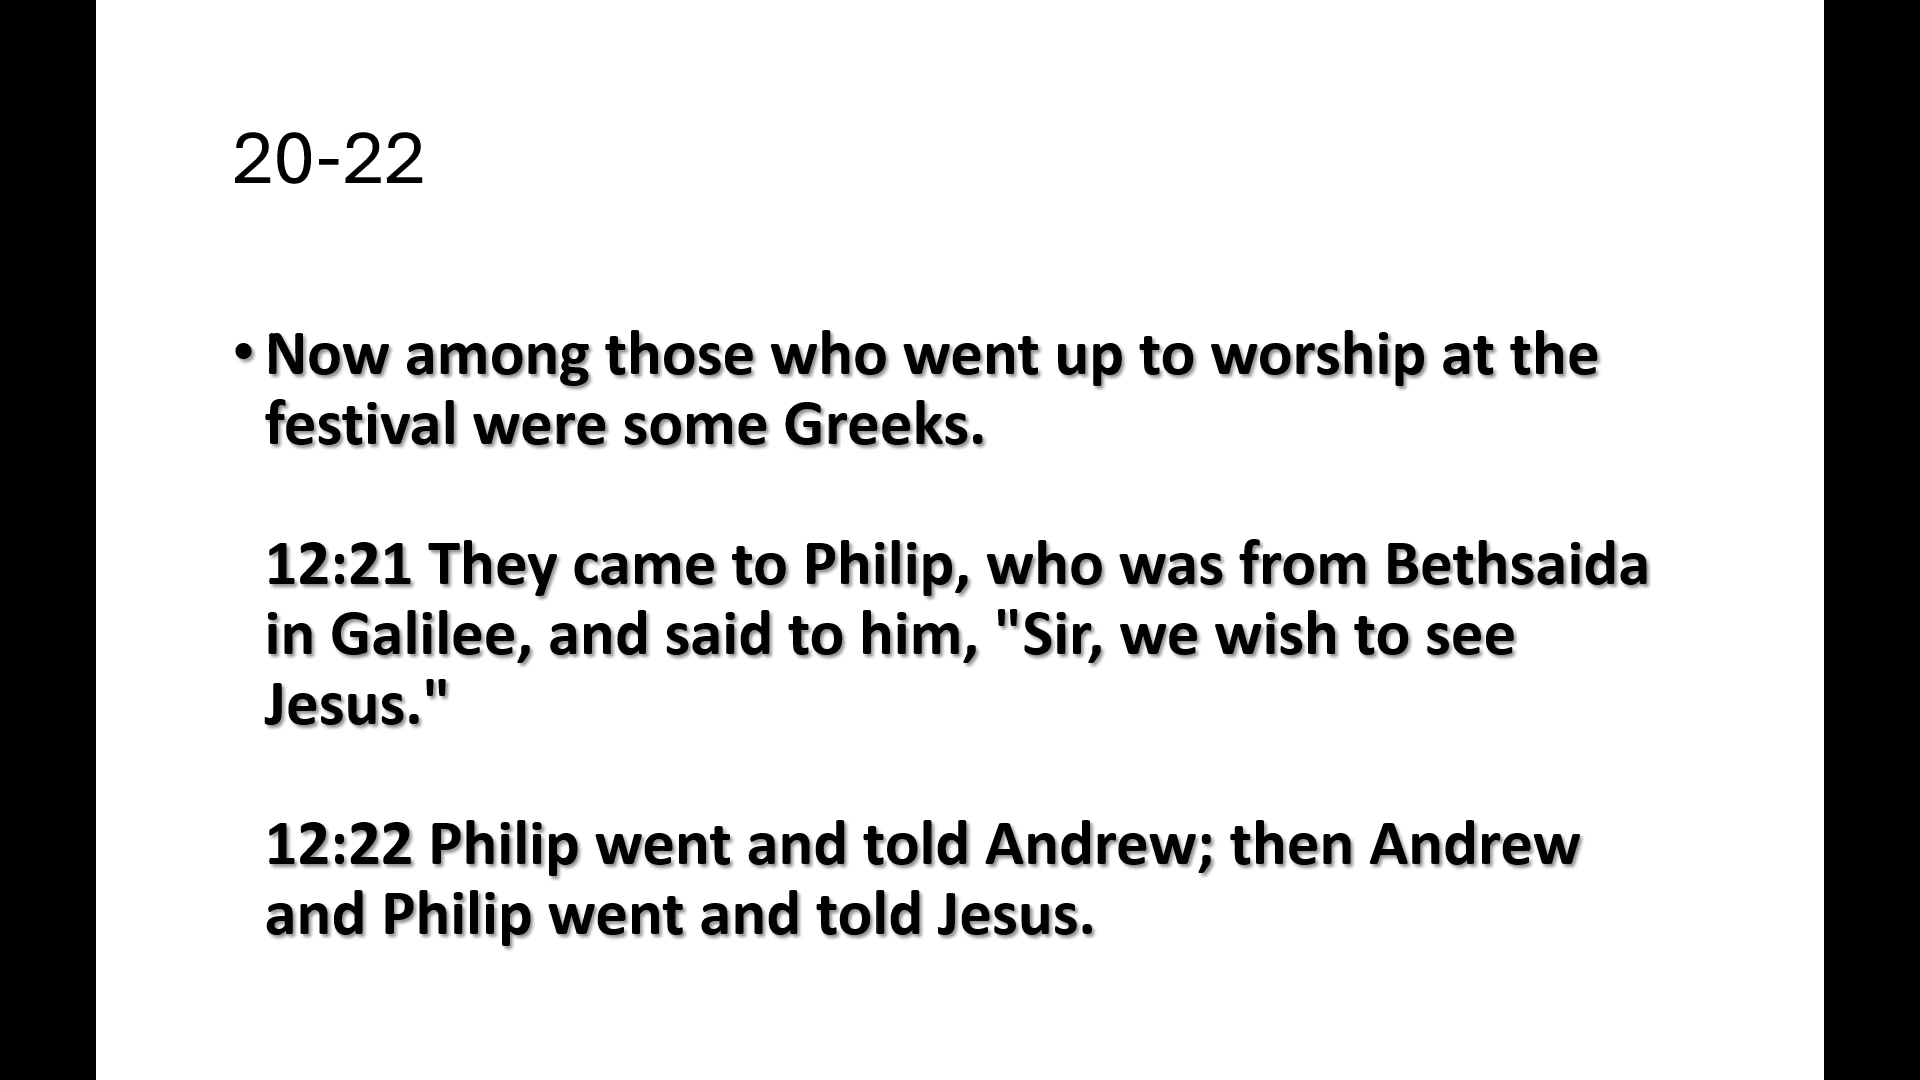 20-22
• Now among those who went up to worship at the
festival were some Greeks.
12:21 They came to Philip, who was from Bethsaida
in Galilee, and said to him, "Sir, we wish to see
Jesus."
12:22 Philip went and told Andrew; then Andrew
and Philip went and told Jesus.